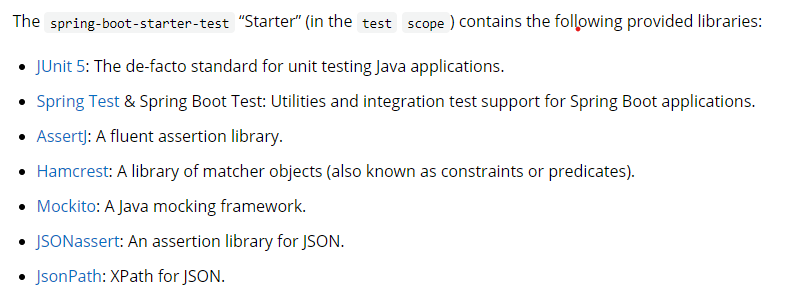 The spring-boot-starter-test “Starter” (in the test scope ) contains the following provided libraries:
JUnit 5: The de-facto standard for unit testing Java applications.
Spring Test & Spring Boot Test: Utilities and integration test support for Spring Boot applications.
AssertJ: A fluent assertion library.
Hamcrest: A library of matcher objects (also known as constraints or predicates).
Mockito: A Java mocking framework.
JSONassert: An assertion library for JSON.
JsonPath: XPath for JSON.